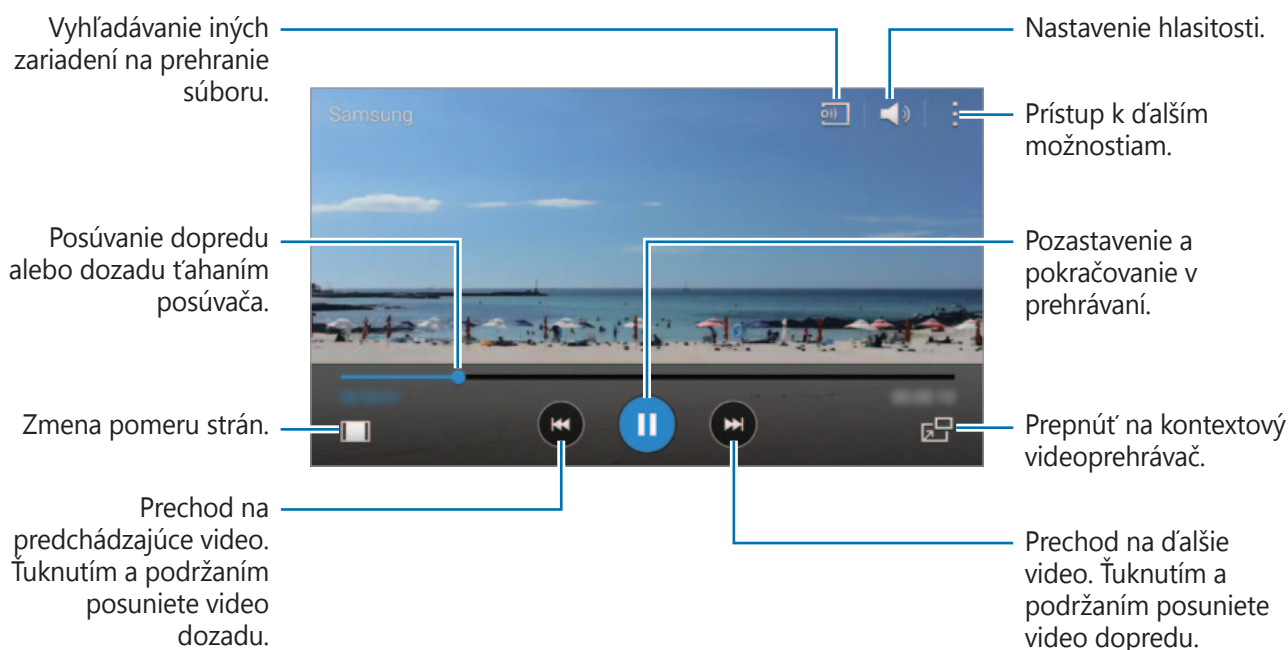 Vyhľadávanie iných
zariadení na prehranie
súboru.
Nastavenie hlasitosti.
Samsung
Prístup k ďalším
možnostiam.
Posúvanie dopredu
alebo dozadu ťahaním
posúvača.
Pozastavenie a
pokračovanie v
prehrávaní.
Zmena pomeru strán.
Prepnúť na kontextový
videoprehrávač.
Prechod na
predchádzajúce video.
Ťuknutím a podržaním
posuniete video
dozadu.
Prechod na ďalšie
video. Ťuknutím a
podržaním posuniete
video dopredu.